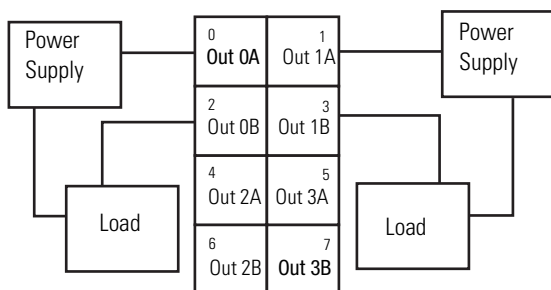 Power
Supply
0
Out 0A
1
Out 1A
Power
Supply
2
Out 0B
3
Out 1B
4
Out 2A
5
Out 3A
Load
Load
6
Out 2B
7
Out 3B